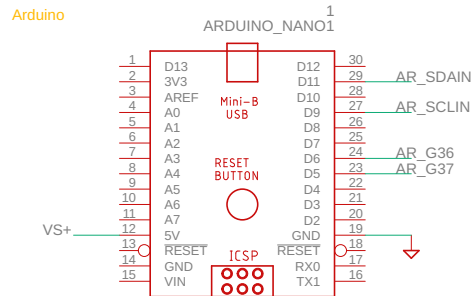 Arduino
1
ARDUINO_NANO1
1 D13 D12 30
2 3V3 D11 29 AR_SDAIN
3 AREF D10 28
4 A0 D9 27 AR_SCLIN
5 A1 D8 26
6 A2 D7 25
7 A3 D6 24 AR_G36
8 A4 D5 23 AR_G37
9 A5 D4 22
10 A6 D3 21
11 A7 D2 20
VS+ 12 5V GND 19
13 RESET RESET 18
14 GND RX0 17
15 VIN TX1 16
Mini-B
USB
RESET
BUTTON
ICSP